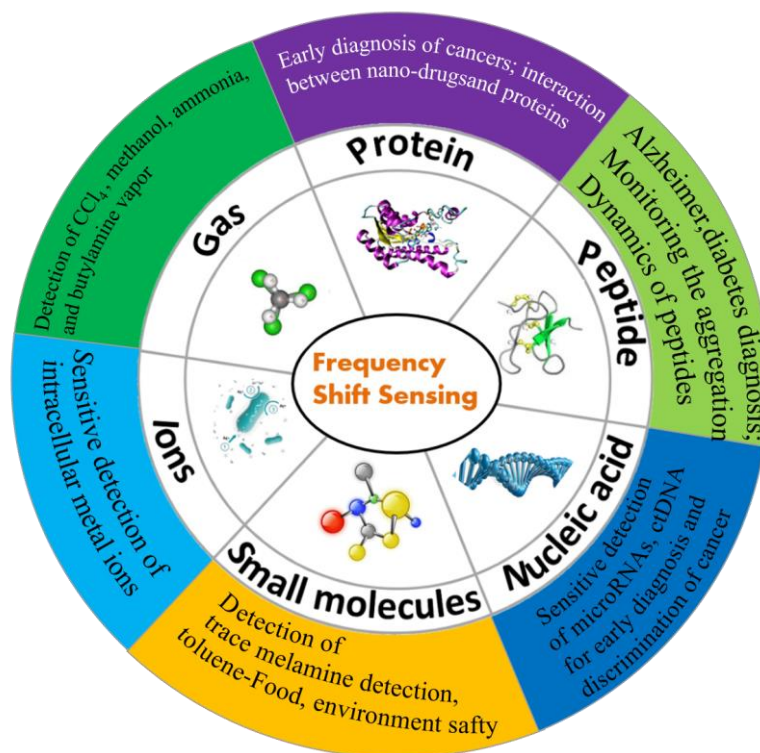 Frequency
Shift Sensing
Protein
Early diagnosis of cancers; interaction
between nano-drugsand proteins
Peptide
Alzheimer,diabetes diagnosis;
Monitoring the aggregation
Dynamics of peptides
Nucleic acid
Sensitive detection
of microRNAs, ctDNA
for early diagnosis and
discrimination of cancer
Small molecules
Detection of
trace melamine detection,
toluene-Food, environment safty
Ions
Sensitive detection of
intracellular metal ions
Gas
Detection of CCl₄, methanol, ammonia,
and butylamine vapor